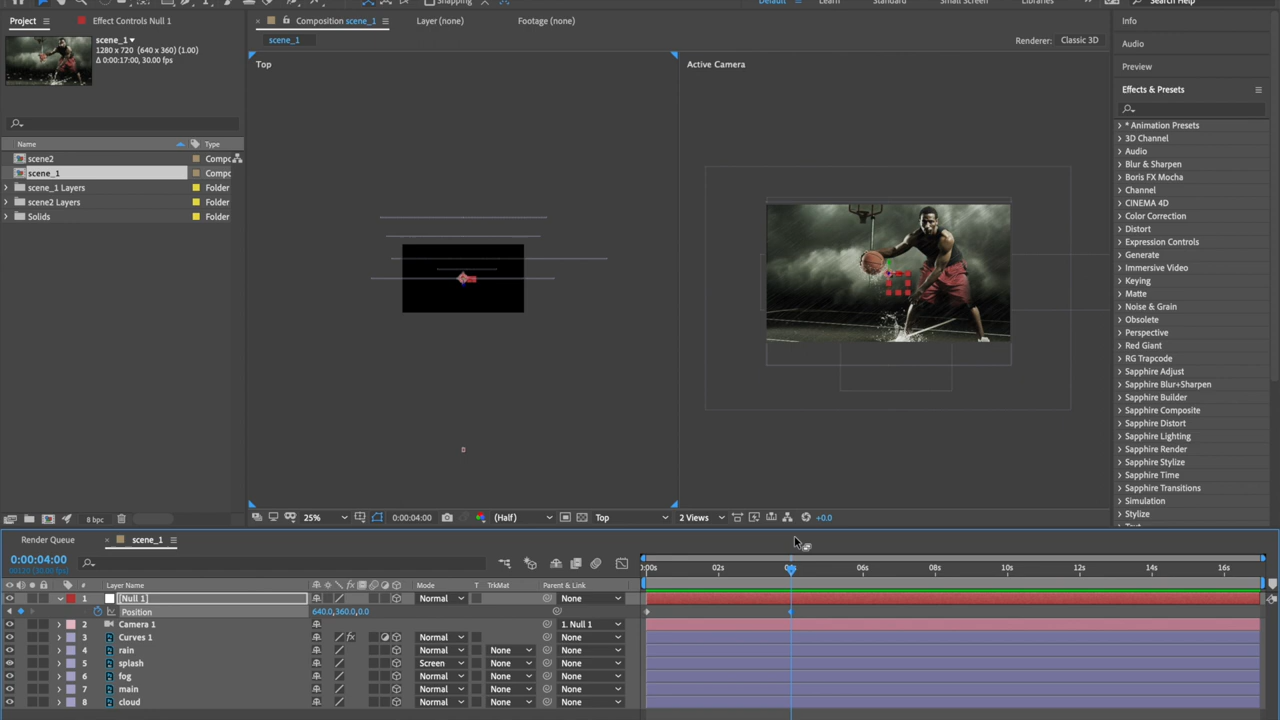 Default Learn Standard Small Screen Libraries Search Help
Project Effect Controls Null 1 Composition scene_1 Layer (none) Footage (none) Info
scene_1
1280 x 720 (640 x 360) (1.00)
Δ 0:00:17:00, 30.00 fps
scene_1 Renderer: Classic 3D
Audio
Top Active Camera Preview
Effects & Presets
Name Type
scene2 Compo
scene_1 Compo
scene_1 Layers Folder
scene2 Layers Folder
Solids Folder
* Animation Presets
3D Channel
Audio
Blur & Sharpen
Boris FX Mocha
Channel
CINEMA 4D
Color Correction
Distort
Expression Controls
Generate
Immersive Video
Keying
Matte
Noise & Grain
Obsolete
Perspective
Red Giant
RG Trapcode
Sapphire Adjust
Sapphire Blur+Sharpen
Sapphire Builder
Sapphire Composite
Sapphire Distort
Sapphire Lighting
Sapphire Render
Sapphire Stylize
Sapphire Time
Sapphire Transitions
Simulation
Stylize
8 bpc 25% 0:00:04:00 (Half) Top 2 Views +0.0
Render Queue scene_1
0:00:04:00
00120 (30.00 fps)
:00s 02s 06s 08s 10s 12s 14s 16s
# Layer Name Mode T TrkMat Parent & Link
1 [Null 1] Normal None
Position 640.0,360.0,0.0
2 Camera 1 1. Null 1
3 Curves 1 Normal None
4 rain Normal None None
5 splash Screen None None
6 fog Normal None None
7 main Normal None None
8 cloud Normal None None